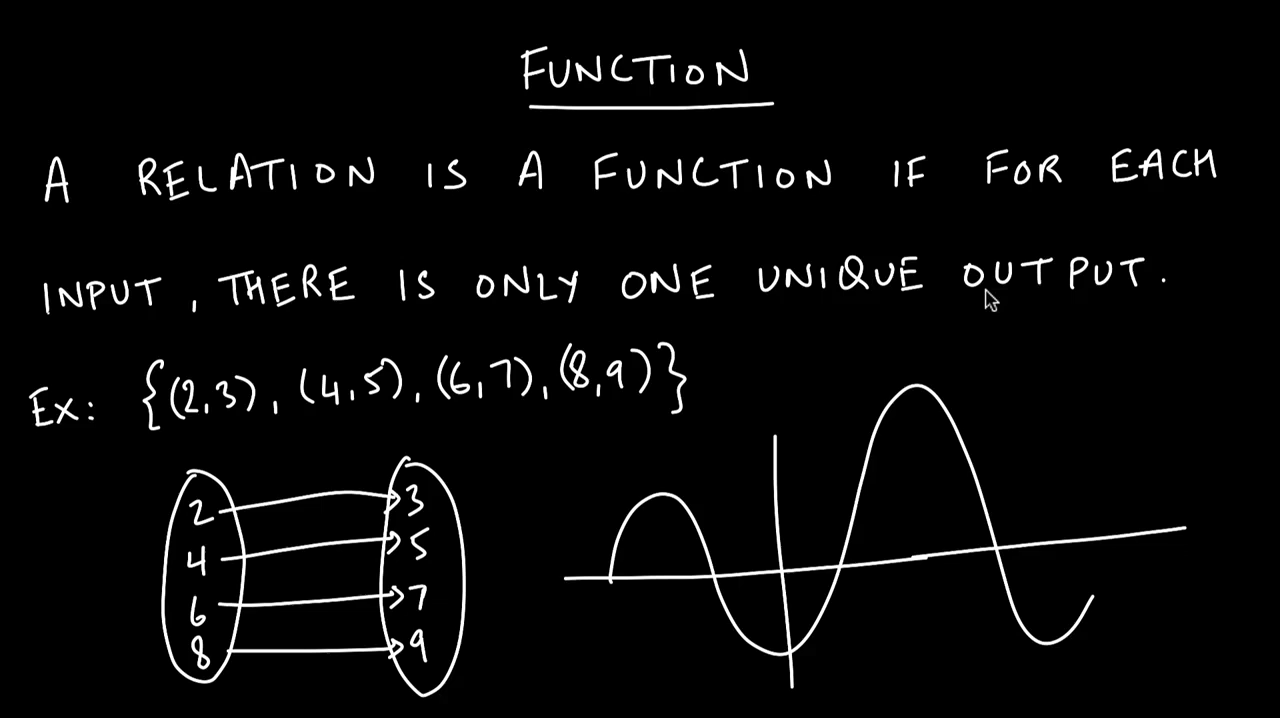 FUNCTION
A RELATION IS A FUNCTION IF FOR EACH
INPUT, THERE IS ONLY ONE UNIQUE OUTPUT.
Ex: {(2,3), (4,5), (6,7), (8,9)}
2 3
4 5
6 7
8 9